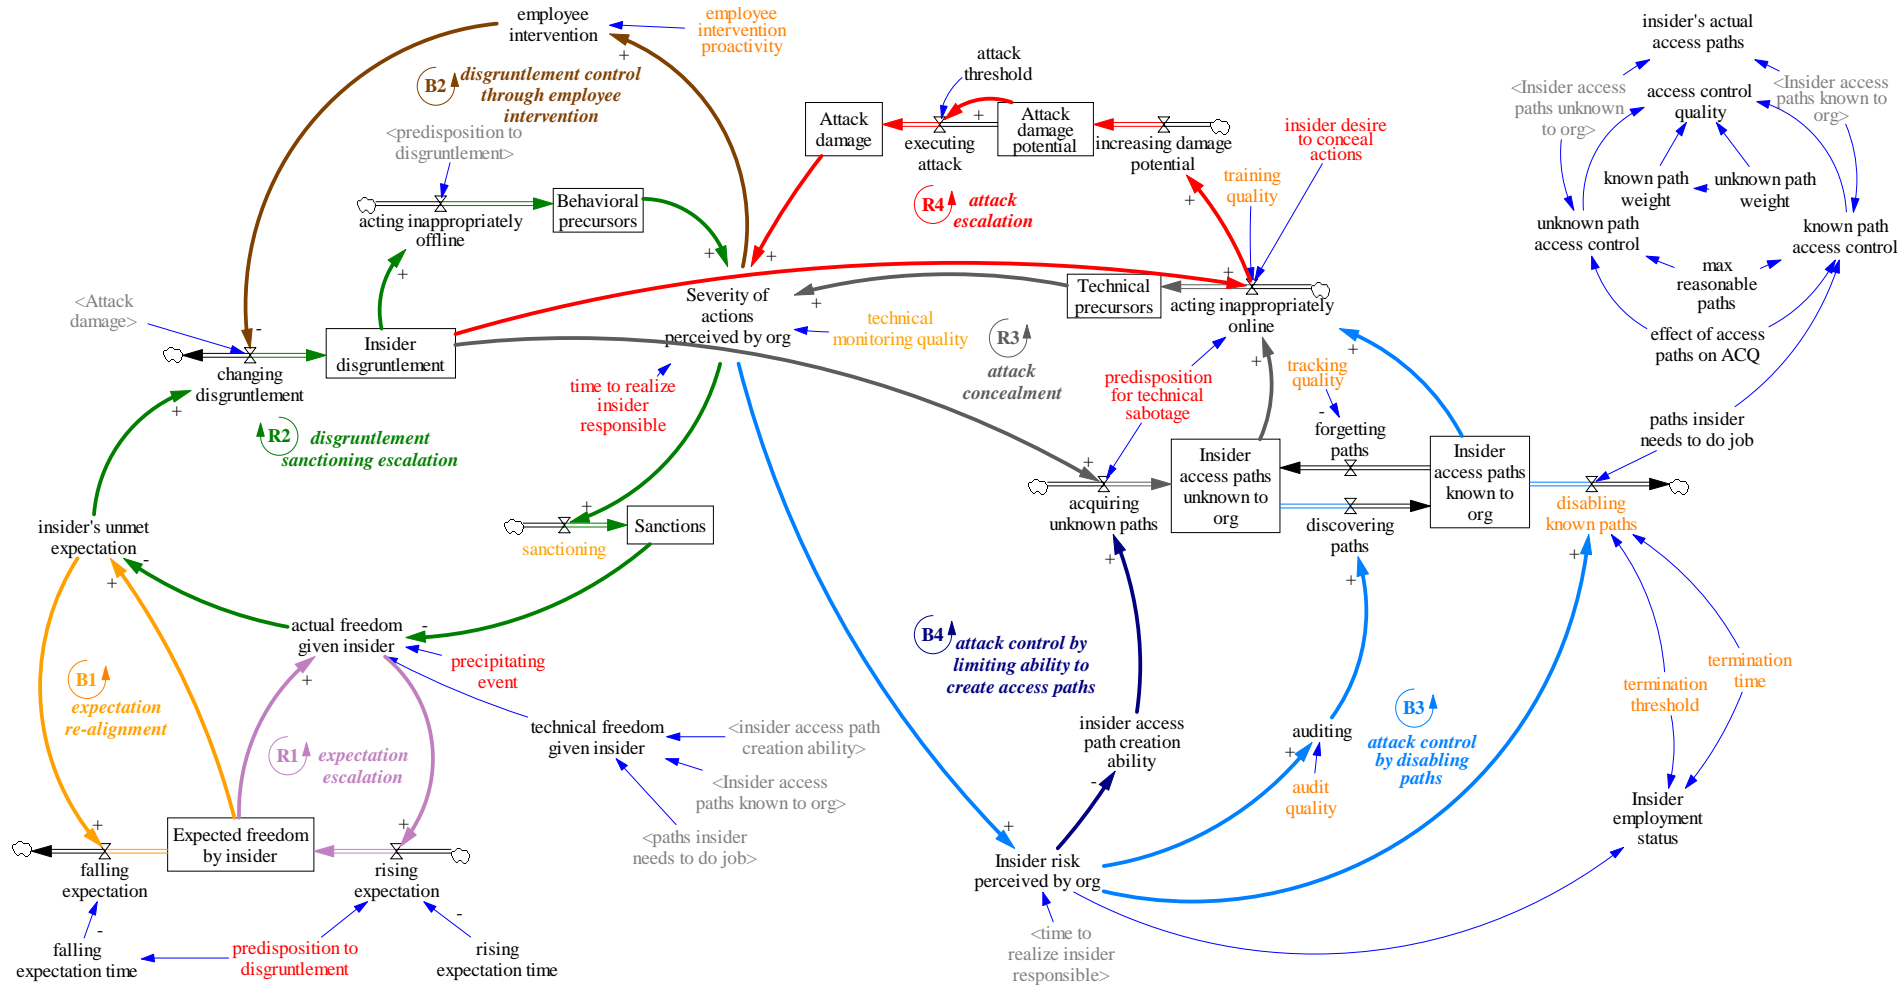 employee
intervention
employee
intervention
proactivity
B2
disgruntlement control
through employee
intervention
+
<predisposition to
disgruntlement>
acting inappropriately
offline
+
Behavioral
precursors
+
<Attack
damage>
-
changing
disgruntlement
+
Insider
disgruntlement
R2
disgruntlement
sanctioning escalation
Attack
damage
+
attack
threshold
executing
attack
+
Attack
damage
potential
increasing damage
potential
+
R4
attack
escalation
training
quality
insider desire
to conceal
actions
Severity of
actions
perceived by org
+
technical
monitoring quality
time to realize
insider
responsible
R3
attack
concealment
Technical
precursors
+
acting inappropriately
online
+
+
predisposition
for technical
sabotage
tracking
quality
-
forgetting
paths
+
acquiring
unknown paths
+
Insider
access paths
unknown to
org
discovering
paths
+
Insider
access paths
known to
org
disabling
known paths
+
insider's actual
access paths
<Insider access
paths unknown
to org>
<Insider access
paths known to
org>
access control
quality
known path
weight
unknown path
weight
unknown path
access control
known path
access control
max
reasonable
paths
effect of access
paths on ACQ
paths insider
needs to do job
+
sanctioning
Sanctions
insider's unmet
expectation
-
+
actual freedom
given insider
-
+
precipitating
event
B1
expectation
re-alignment
R1
expectation
escalation
technical freedom
given insider
<insider access path
creation ability>
<Insider access
paths known to org>
<paths insider
needs to do job>
+
falling
expectation
Expected freedom
by insider
+
rising
expectation
-
falling
expectation time
predisposition to
disgruntlement
-
rising
expectation time
B4
attack control by
limiting ability to
create access paths
insider access
path creation
ability
-
auditing
+
audit
quality
B3
attack control
by disabling
paths
termination
threshold
termination
time
Insider
employment
status
+
Insider risk
perceived by org
<time to
realize insider
responsible>